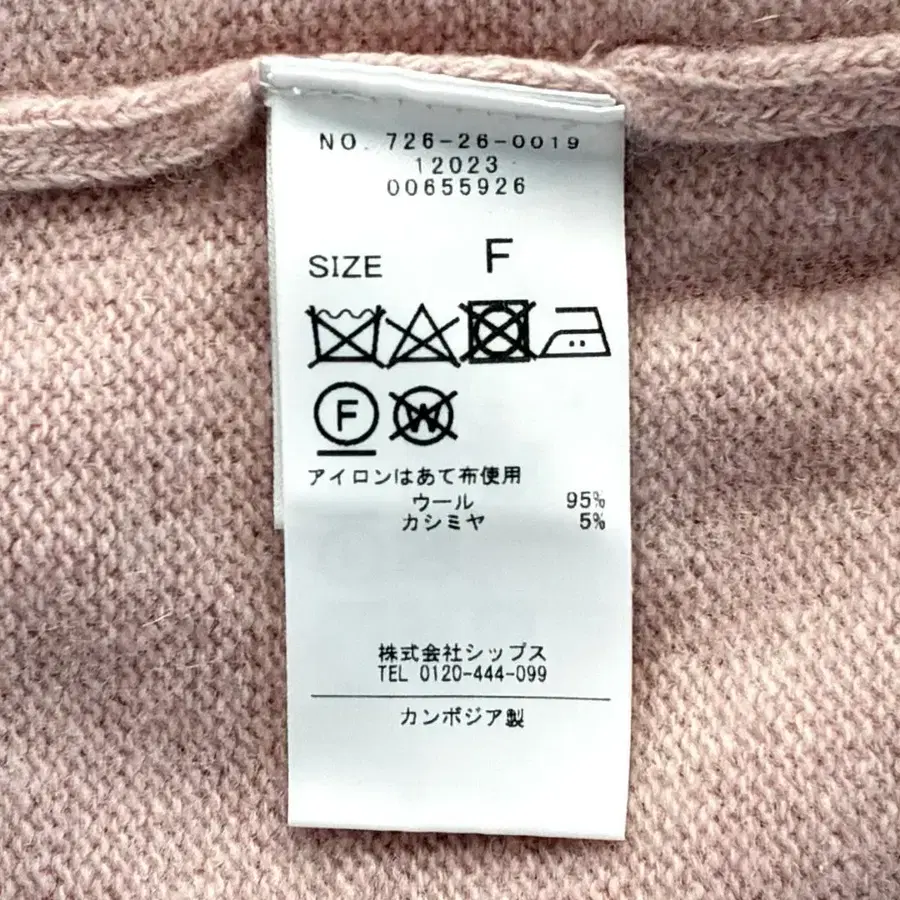 NO. 726-26-0019
12023
00655926
SIZE F
F W
アイロンはあて布使用
ウール 95%
カシミヤ 5%
株式会社シップス
TEL 0120-444-099
カンボジア製